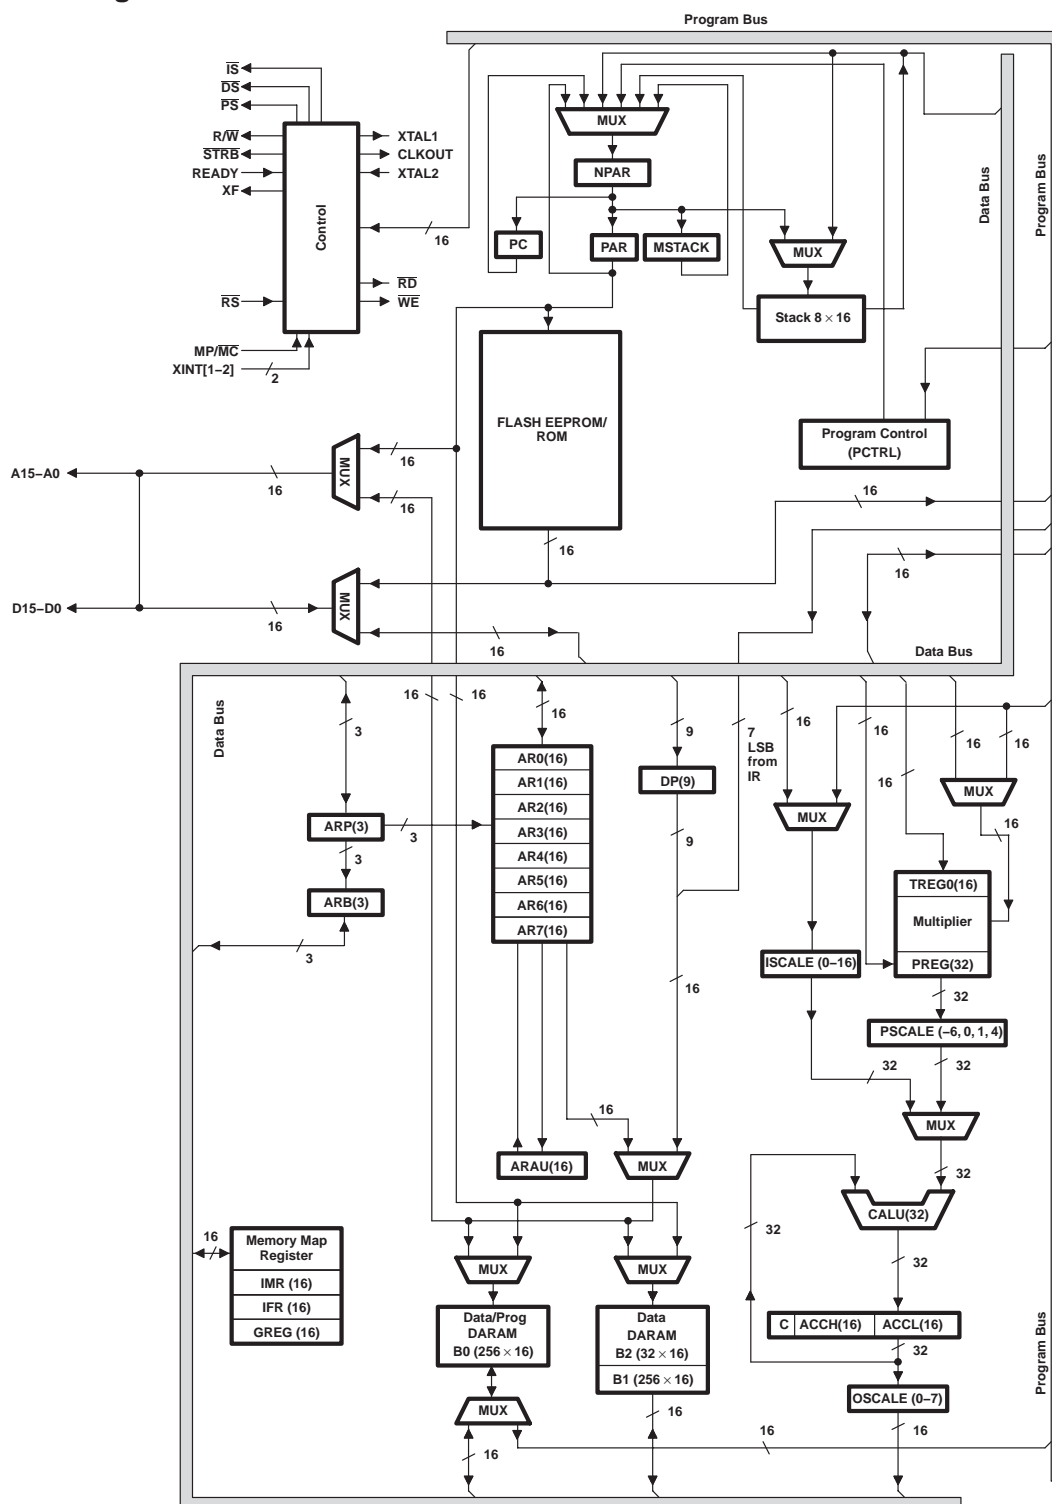 Program Bus
IS
DS
PS
R/W
STRB
READY
XF
RS
MP/MC
XINT[1–2]
2
Control
XTAL1
CLKOUT
XTAL2
16
RD
WE
MUX
NPAR
PC
PAR
MSTACK
MUX
Stack 8 × 16
Data Bus
Program Bus
FLASH EEPROM/
ROM
Program Control
(PCTRL)
A15–A0
16
MUX
16
16
16
16
16
D15–D0
16
MUX
16
Data Bus
Data Bus
3
16
16
16
9
7
LSB
from
IR
16
16
16
16
16
AR0(16)
AR1(16)
AR2(16)
AR3(16)
AR4(16)
AR5(16)
AR6(16)
AR7(16)
DP(9)
9
MUX
MUX
16
ARP(3)
3
3
ARB(3)
3
TREG0(16)
Multiplier
PREG(32)
ISCALE (0–16)
16
32
PSCALE (–6, 0, 1, 4)
32
32
16
MUX
ARAU(16)
MUX
32
CALU(32)
32
32
16
Memory Map
Register
IMR (16)
IFR (16)
GREG (16)
MUX
MUX
Data/Prog
DARAM
B0 (256 × 16)
Data
DARAM
B2 (32 × 16)
B1 (256 × 16)
C
ACCH(16)
ACCL(16)
32
OSCALE (0–7)
MUX
16
16
16
16
Program Bus